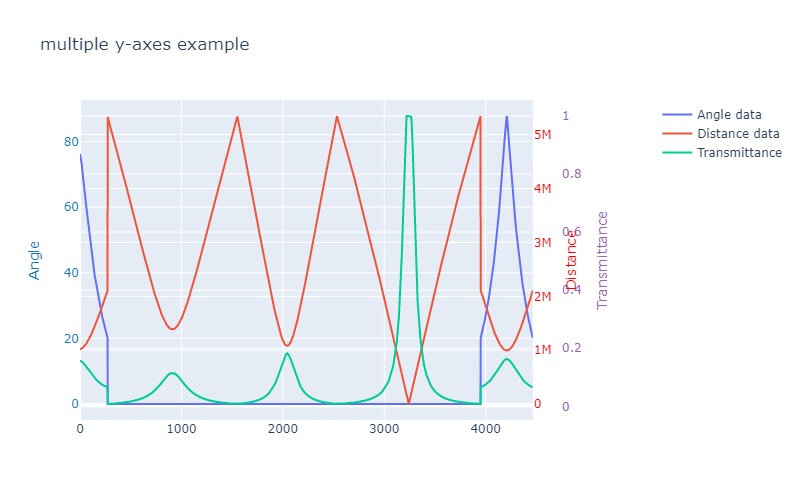 multiple y-axes example
Angle data
Distance data
Transmittance
80
60
40
20
0
Angle
5M
4M
3M
2M
1M
0
Distance
1
0.8
0.6
0.4
0.2
0
Transmittance
0 1000 2000 3000 4000